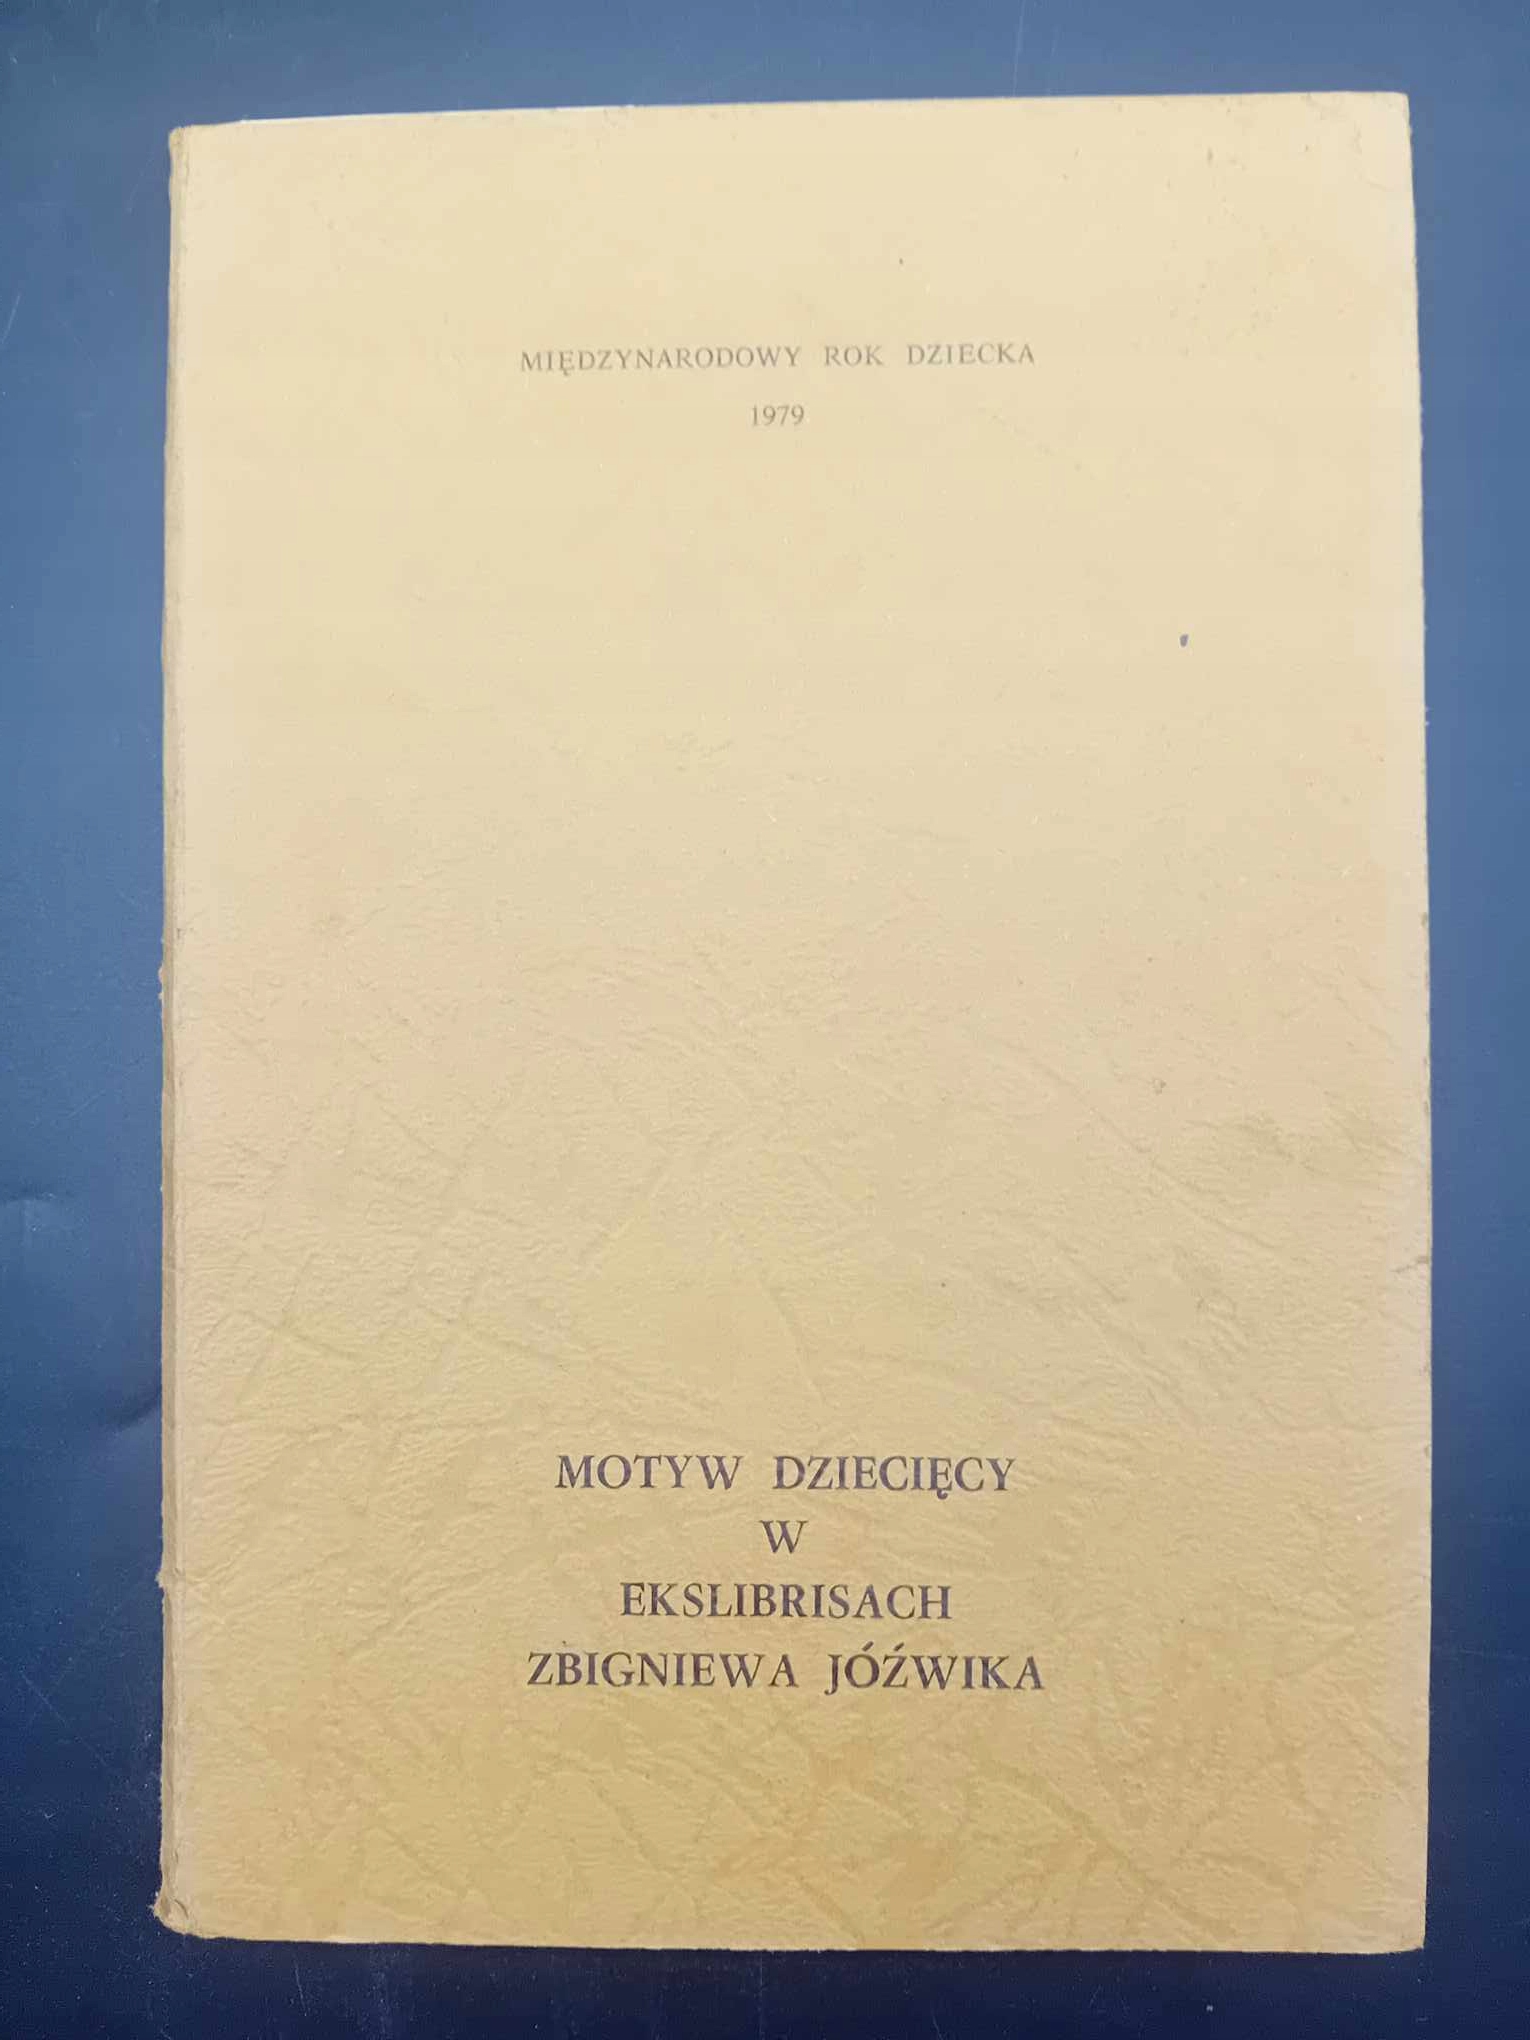 MIĘDZYNARODOWY ROK DZIECKA
1979
MOTYW DZIECIĘCY
W
EKSLIBRISACH
ZBIGNIEWA JÓŹWIKA